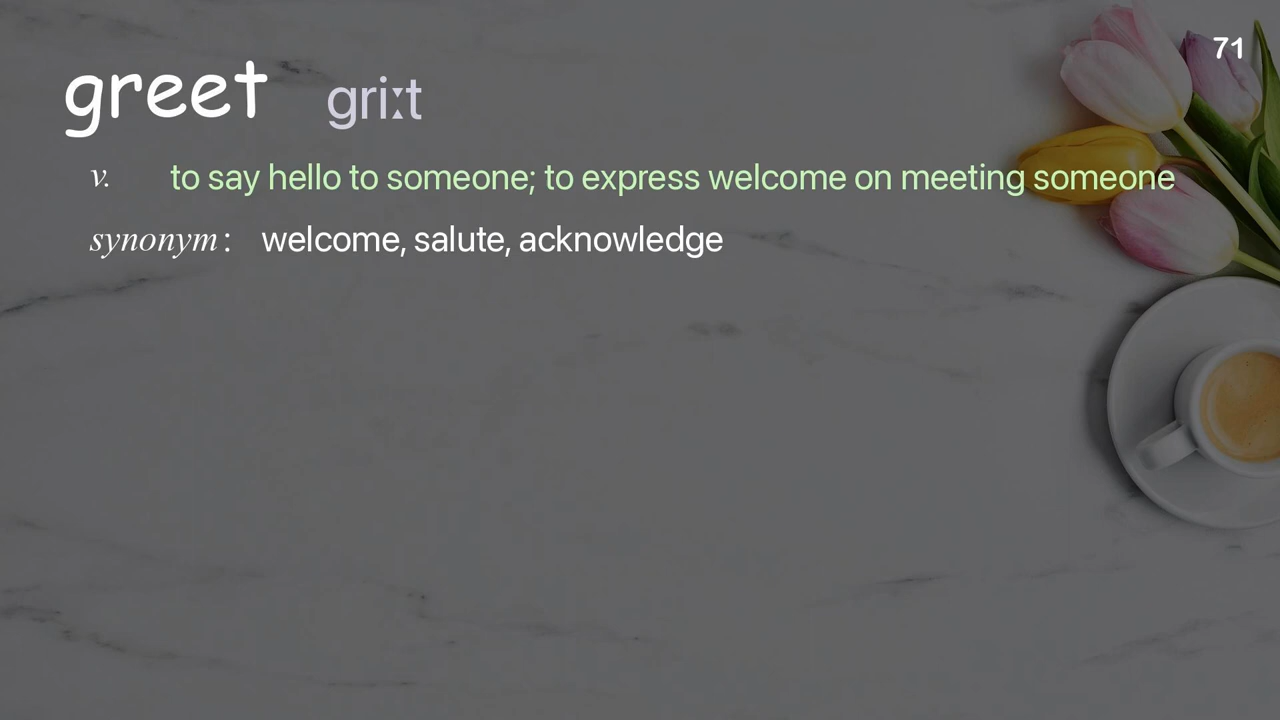 71
greet griːt
v. to say hello to someone; to express welcome on meeting someone
synonym: welcome, salute, acknowledge